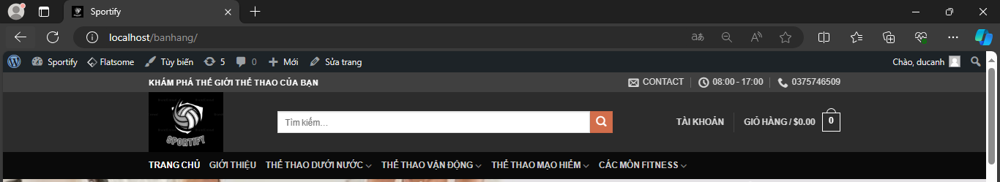 Sportify
localhost/banhang/
Sportify Flatsome Tùy biến 5 0 Mới Sửa trang Chào, ducanh
KHÁM PHÁ THẾ GIỚI THỂ THAO CỦA BẠN CONTACT 08:00 - 17:00 0375746509
SPORTIFY
Tìm kiếm... TÀI KHOẢN GIỎ HÀNG / $0.00 0
TRANG CHỦ GIỚI THIỆU THỂ THAO DƯỚI NƯỚC THỂ THAO VẬN ĐỘNG THỂ THAO MẠO HIỂM CÁC MÔN FITNESS